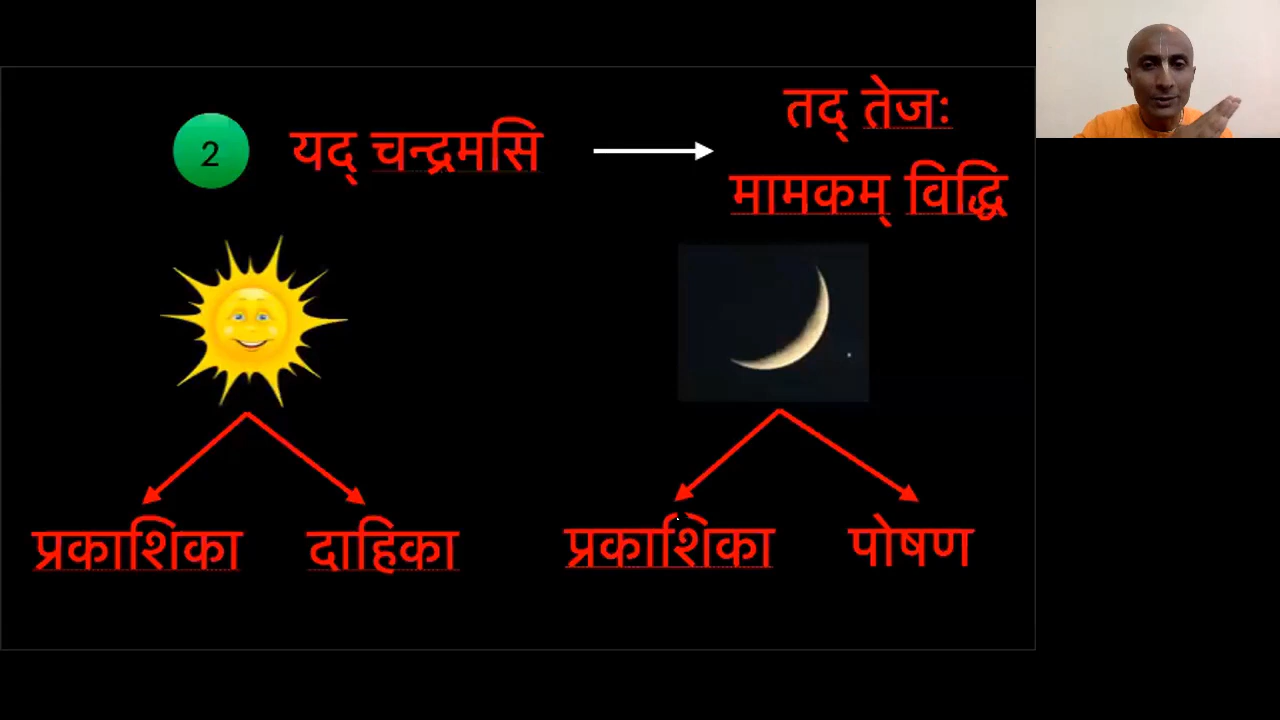 2 यद् चन्द्रमसि
तद् तेजः
मामकम् विद्धि
प्रकाशिका दाहिका प्रकाशिका पोषण